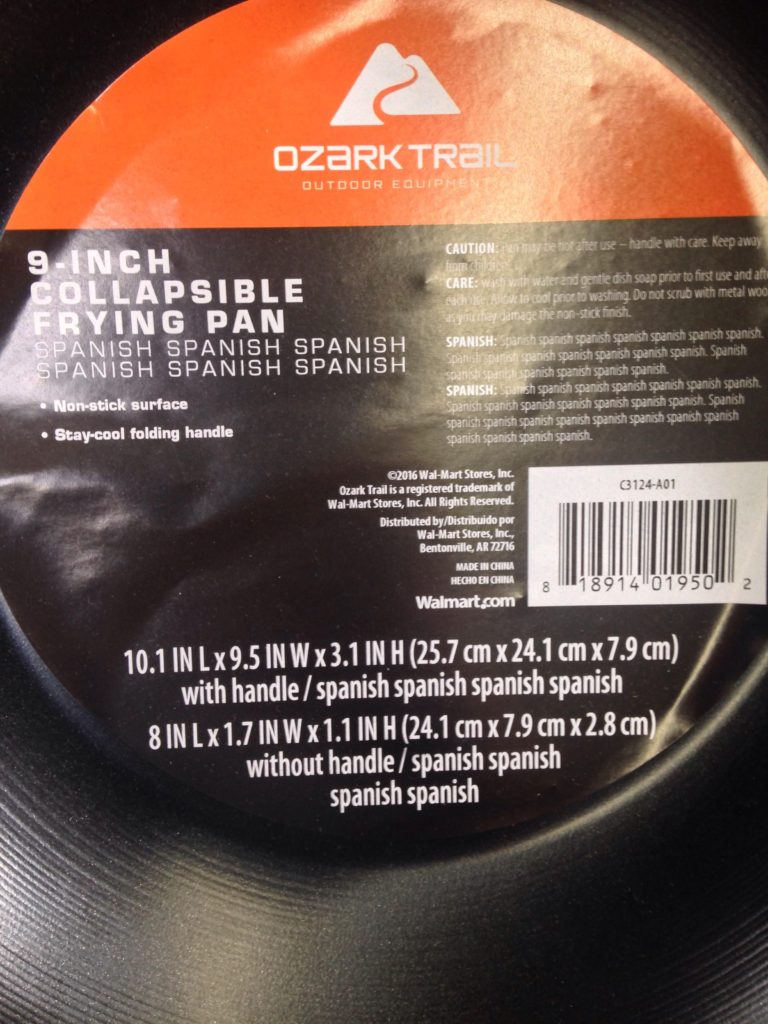 OZARK TRAIL
OUTDOOR EQUIPMENT
9-INCH
COLLAPSIBLE
FRYING PAN
SPANISH SPANISH SPANISH
SPANISH SPANISH SPANISH
• Non-stick surface
• Stay-cool folding handle
CAUTION: Pan may be hot after use – handle with care. Keep away
from children.
CARE: Wash with water and gentle dish soap prior to first use and
each use. Allow to cool prior to washing. Do not scrub with metal
as you may damage the non-stick finish.
SPANISH: Spanish spanish spanish spanish spanish spanish spanish.
Spanish spanish spanish spanish spanish spanish spanish. Spanish
spanish spanish spanish spanish spanish spanish.
SPANISH: Spanish spanish spanish spanish spanish spanish spanish.
Spanish spanish spanish spanish spanish spanish spanish. Spanish
spanish spanish spanish spanish spanish spanish spanish spanish
spanish spanish spanish spanish.
©2016 Wal-Mart Stores, Inc.
Ozark Trail is a registered trademark of
Wal-Mart Stores, Inc. All Rights Reserved.
Distributed by/Distribuido por
Wal-Mart Stores, Inc.,
Bentonville, AR 72716
MADE IN CHINA
HECHO EN CHINA
Walmart.com
C3124-A01
8 18914 01950 2
10.1 IN L x 9.5 IN W x 3.1 IN H (25.7 cm x 24.1 cm x 7.9 cm)
with handle / spanish spanish spanish spanish
8 IN L x 1.7 IN W x 1.1 IN H (24.1 cm x 7.9 cm x 2.8 cm)
without handle / spanish spanish
spanish spanish